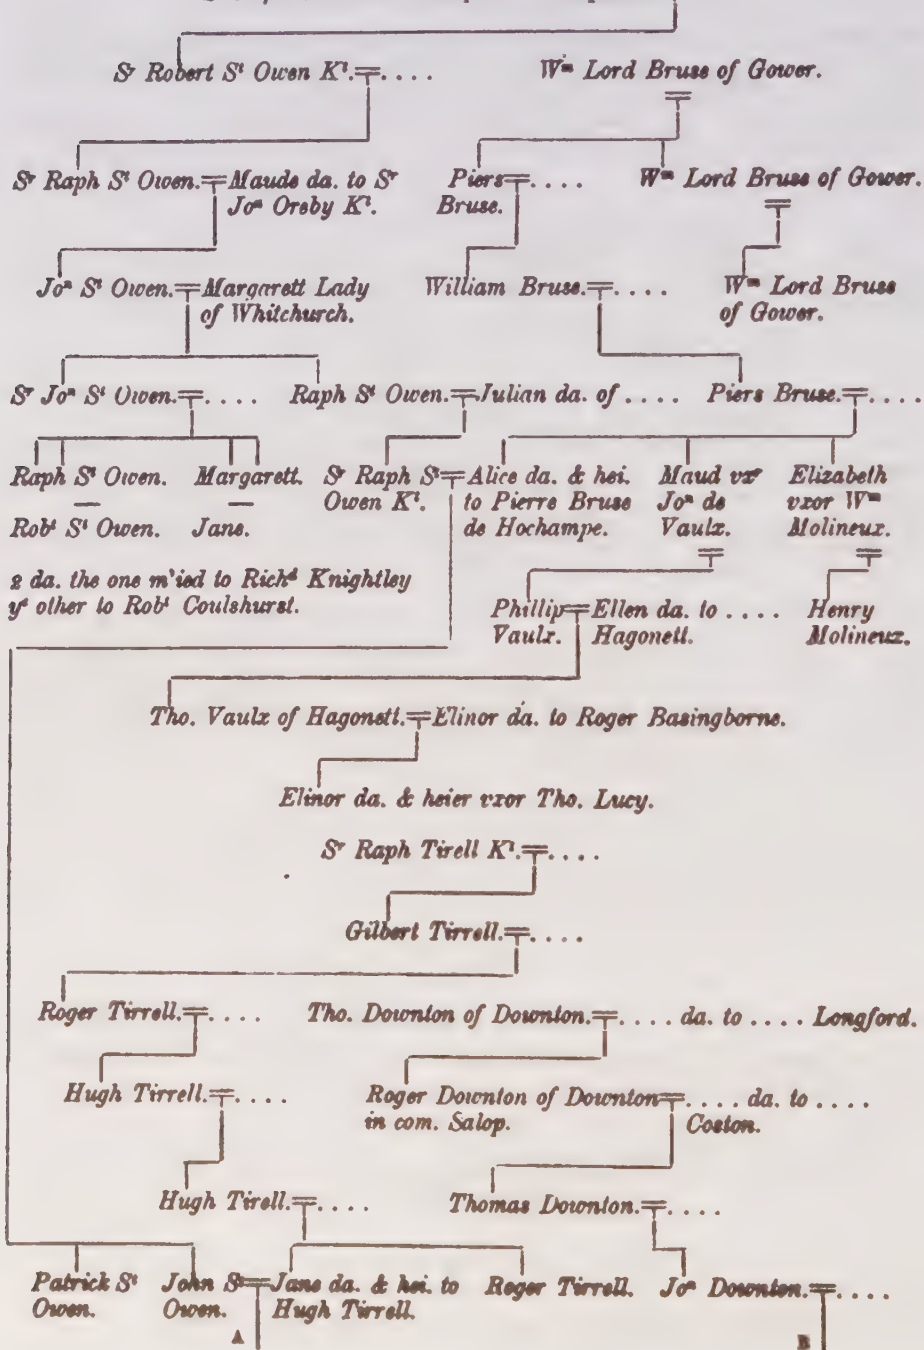 Sʳ Robert Sᵗ Owen Kᵗ. = . . . . Wᵐ Lord Bruse of Gower.
Sʳ Raph Sᵗ Owen. = Maude da. to Sʳ Piers = . . . . Wᵐ Lord Bruse of Gower.
Joⁿ Oreby Kᵗ. Bruse.
Joⁿ Sᵗ Owen. = Margarett Lady William Bruse. = . . . . Wᵐ Lord Bruse
of Whitchurch. of Gower.
Sʳ Joⁿ Sᵗ Owen. = . . . . Raph Sᵗ Owen. = Julian da. of . . . . Piers Bruse. = . . . .
Raph Sᵗ Owen. Margarett. Sʳ Raph Sᵗ = Alice da. & hei. Maud vxʳ Elizabeth
Owen Kᵗ. to Pierre Bruse Joⁿ de vxor Wᵐ
Robᵗ Sᵗ Owen. Jane. de Hochampe. Vaulx. Molineux.
2 da. the one m'ied to Richᵈ Knightley
yᵉ other to Robᵗ Coulshurst.
Phillip = Ellen da. to . . . . Henry
Vaulx. Hagonett. Molineux.
Tho. Vaulx of Hagonett. = Elinor da. to Roger Basingborne.
Elinor da. & heier vxor Tho. Lucy.
Sʳ Raph Tirell Kᵗ. = . . . .
Gilbert Tirrell. = . . . .
Roger Tirrell. = . . . . Tho. Downton of Downton. = . . . . da. to . . . . Longford.
Hugh Tirrell. = . . . . Roger Downton of Downton = . . . . da. to . . . .
in com. Salop. Coston.
Hugh Tirell. = . . . . Thomas Downton. = . . . .
Patrick Sᵗ John Sᵗ = Jane da. & hei. to Roger Tirrell. Joⁿ Downton. = . . . .
Owen. Owen. Hugh Tirrell.
A B